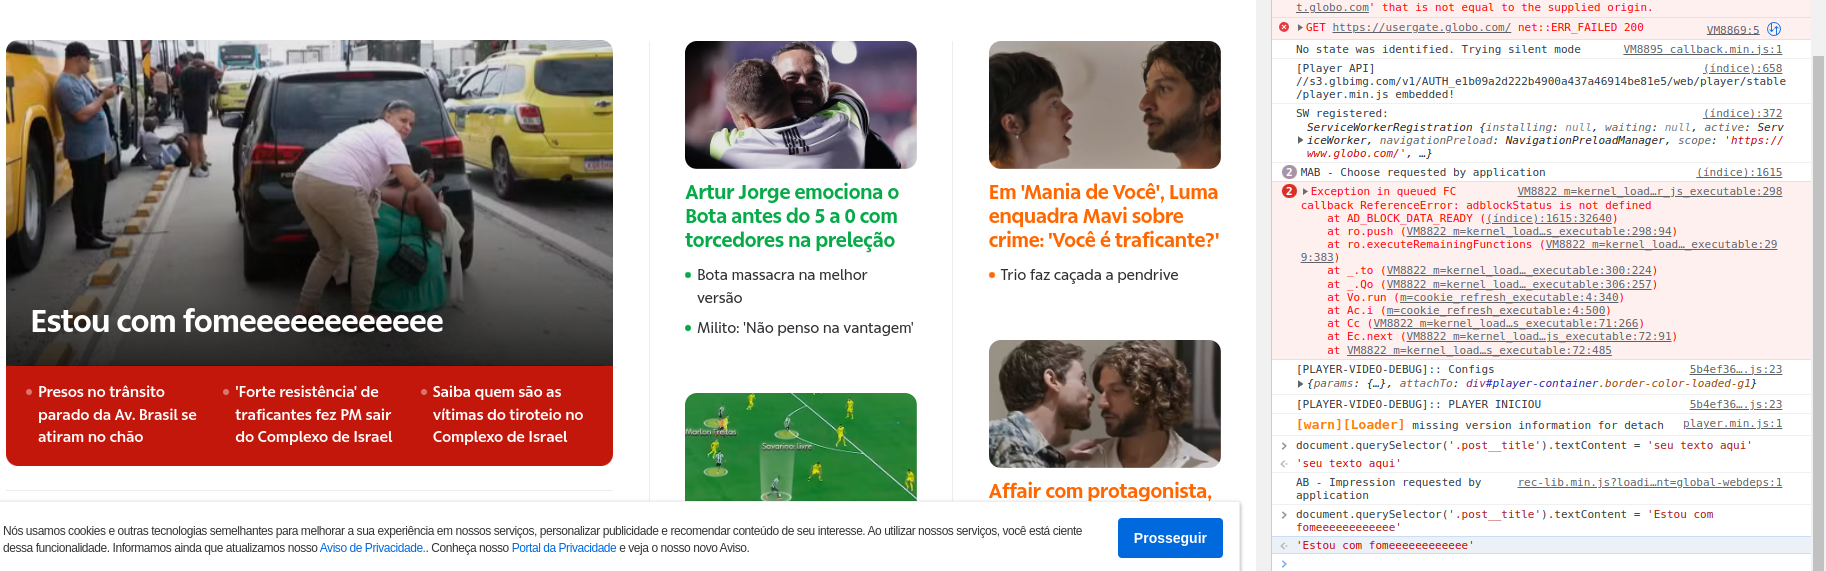 Estou com fomeeeeeeeeeeee
Presos no trânsito
parado da Av. Brasil se
atiram no chão
'Forte resistência' de
traficantes fez PM sair
do Complexo de Israel
Saiba quem são as
vítimas do tiroteio no
Complexo de Israel
Artur Jorge emociona o
Bota antes do 5 a 0 com
torcedores na preleção
Bota massacra na melhor
versão
Milito: 'Não penso na vantagem'
Marlon Freitas
Savarino: livre
Em 'Mania de Você', Luma
enquadra Mavi sobre
crime: 'Você é traficante?'
Trio faz caçada a pendrive
Affair com protagonista,
Nós usamos cookies e outras tecnologias semelhantes para melhorar a sua experiência em nossos serviços, personalizar publicidade e recomendar conteúdo de seu interesse. Ao utilizar nossos serviços, você está ciente
dessa funcionalidade. Informamos ainda que atualizamos nosso Aviso de Privacidade.. Conheça nosso Portal da Privacidade e veja o nosso novo Aviso.
Prosseguir
t.globo.com' that is not equal to the supplied origin.
GET https://usergate.globo.com/ net::ERR_FAILED 200 VM8869:5
No state was identified. Trying silent mode VM8895 callback.min.js:1
[Player API] (índice):658
//s3.glbimg.com/v1/AUTH_e1b09a2d222b4900a437a46914be81e5/web/player/stable
/player.min.js embedded!
SW registered: (índice):372
ServiceWorkerRegistration {installing: null, waiting: null, active: Serv
iceWorker, navigationPreload: NavigationPreloadManager, scope: 'https://
www.globo.com/', …}
2 MAB - Choose requested by application (índice):1615
2 Exception in queued FC VM8822 m=kernel_load…r_js_executable:298
callback ReferenceError: adblockStatus is not defined
at AD_BLOCK_DATA_READY ((índice):1615:32640)
at ro.push (VM8822 m=kernel_load…s_executable:298:94)
at ro.executeRemainingFunctions (VM8822 m=kernel_load…_executable:29
9:383)
at _.to (VM8822 m=kernel_load…_executable:300:224)
at _.Qo (VM8822 m=kernel_load…_executable:306:257)
at Vo.run (m=cookie_refresh_executable:4:340)
at Ac.i (m=cookie_refresh_executable:4:500)
at Cc (VM8822 m=kernel_load…s_executable:71:266)
at Ec.next (VM8822 m=kernel_load…js_executable:72:91)
at VM8822 m=kernel_load…s_executable:72:485
[PLAYER-VIDEO-DEBUG]:: Configs 5b4ef36….js:23
{params: {…}, attachTo: div#player-container.border-color-loaded-g1}
[PLAYER-VIDEO-DEBUG]:: PLAYER INICIOU 5b4ef36….js:23
[warn][Loader] missing version information for detach player.min.js:1
document.querySelector('.post__title').textContent = 'seu texto aqui'
'seu texto aqui'
AB - Impression requested by rec-lib.min.js?loadi…nt=global-webdeps:1
application
document.querySelector('.post__title').textContent = 'Estou com
fomeeeeeeeeeeee'
'Estou com fomeeeeeeeeeeee'